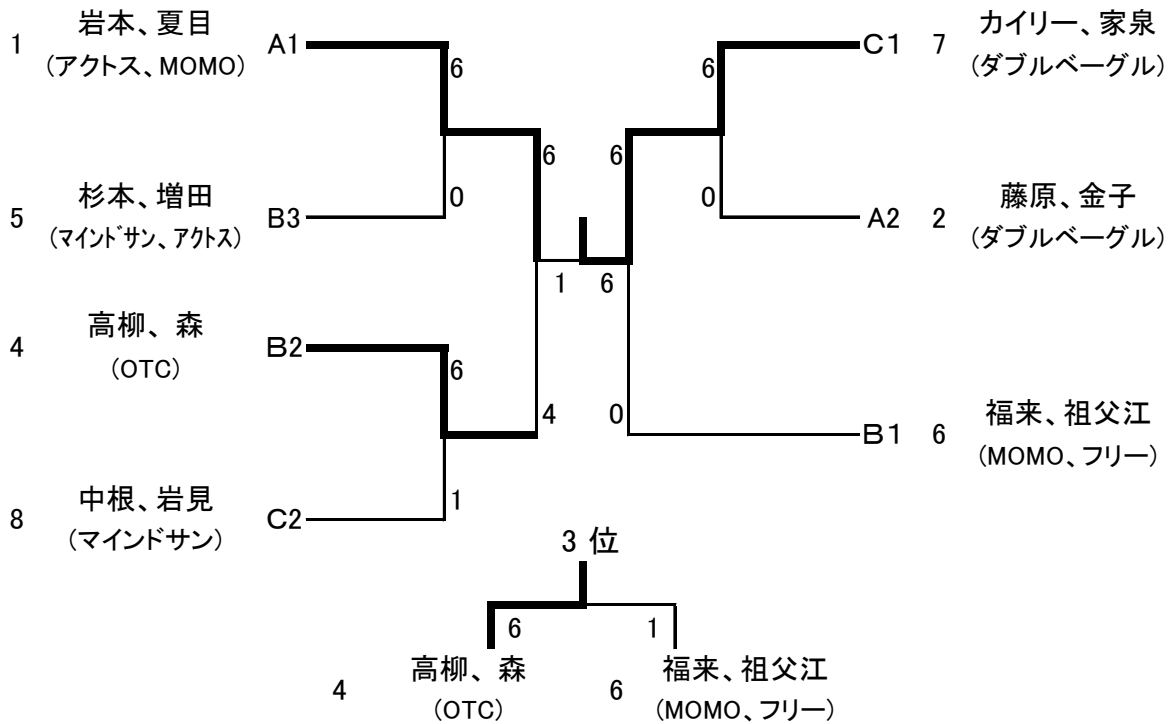 1 岩本、夏目 A1
(アクトス、MOMO)
6
0
5 杉本、増田 B3
(マインドサン、アクトス)
6
4
4 高柳、森 B2
(OTC)
6
1
8 中根、岩見 C2
(マインドサン)
1 6
C1 7 カイリー、家泉
(ダブルベーグル)
6
0
A2 2 藤原、金子
(ダブルベーグル)
6
0
B1 6 福来、祖父江
(MOMO、フリー)
3 位
6 1
4 高柳、森
(OTC)
6 福来、祖父江
(MOMO、フリー)